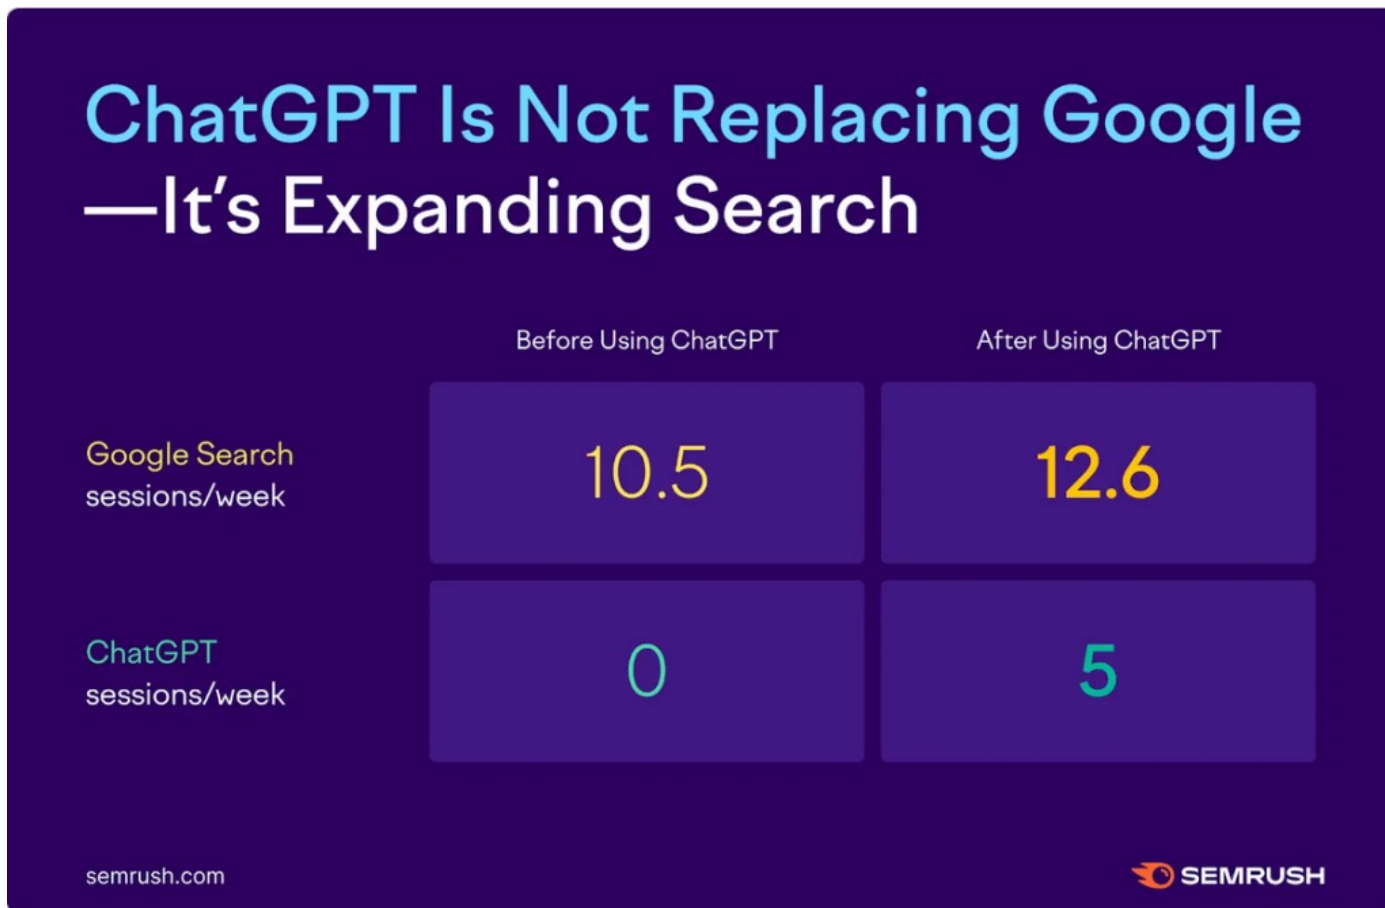 ChatGPT Is Not Replacing Google
—It’s Expanding Search
Before Using ChatGPT
After Using ChatGPT
Google Search
sessions/week
10.5
12.6
ChatGPT
sessions/week
0
5
semrush.com
SEMRUSH